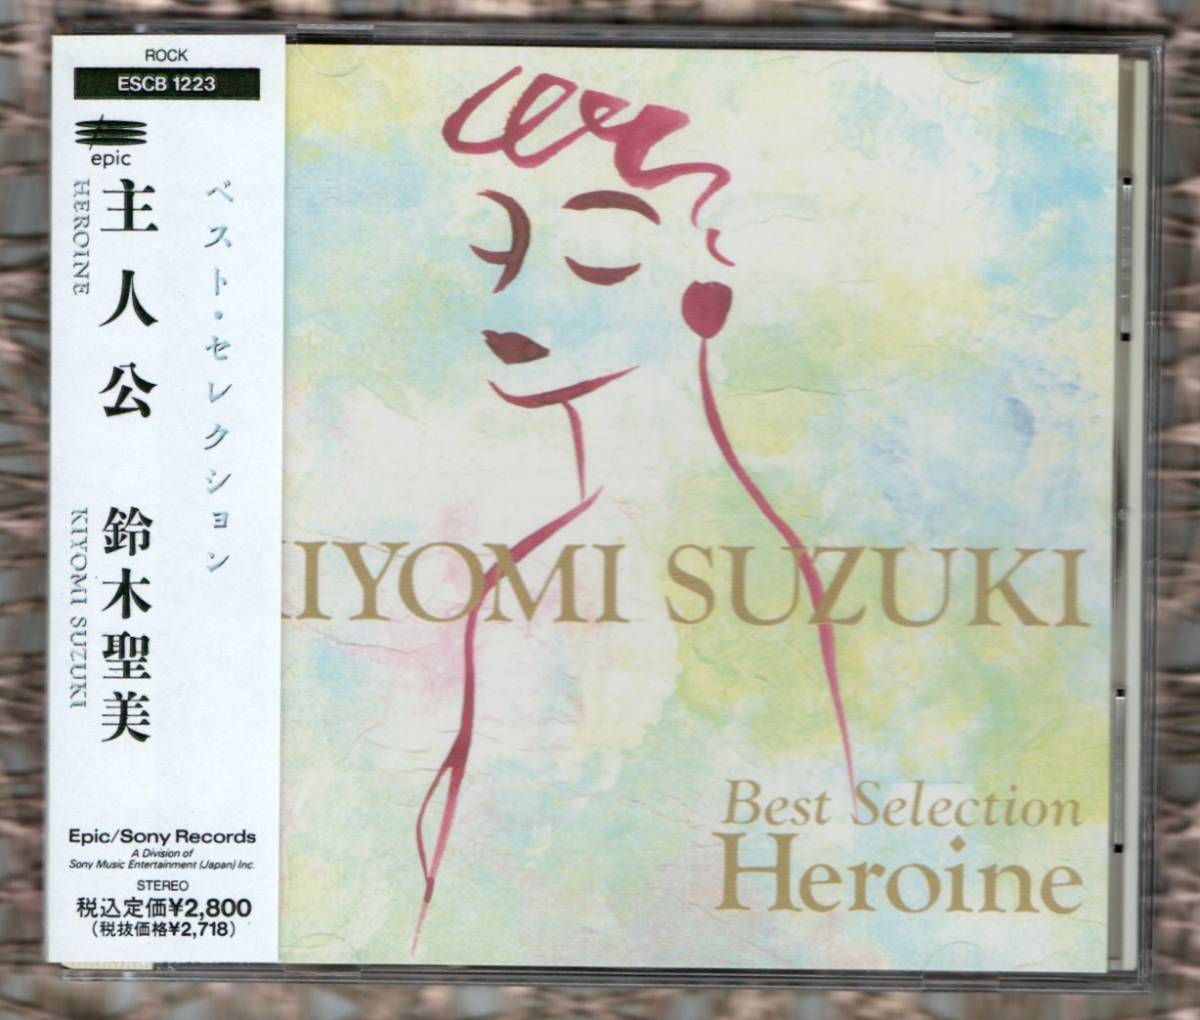 ROCK
ESCB 1223
epic
ベスト・セレクション
主人公
HEROINE
鈴木聖美
KIYOMI SUZUKI
Epic/Sony Records
A Division of
Sony Music Entertainment (Japan) Inc.
STEREO
税込定価¥2,800
(税抜価格¥2,718)
KIYOMI SUZUKI
Best Selection
Heroine